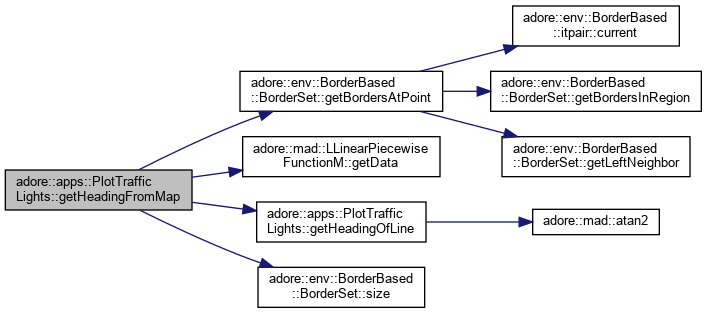 adore::apps::PlotTraffic
Lights::getHeadingFromMap
adore::env::BorderBased
::BorderSet::getBordersAtPoint
adore::env::BorderBased
::itpair::current
adore::env::BorderBased
::BorderSet::getBordersInRegion
adore::env::BorderBased
::BorderSet::getLeftNeighbor
adore::mad::LLinearPiecewise
FunctionM::getData
adore::apps::PlotTraffic
Lights::getHeadingOfLine
adore::mad::atan2
adore::env::BorderBased
::BorderSet::size